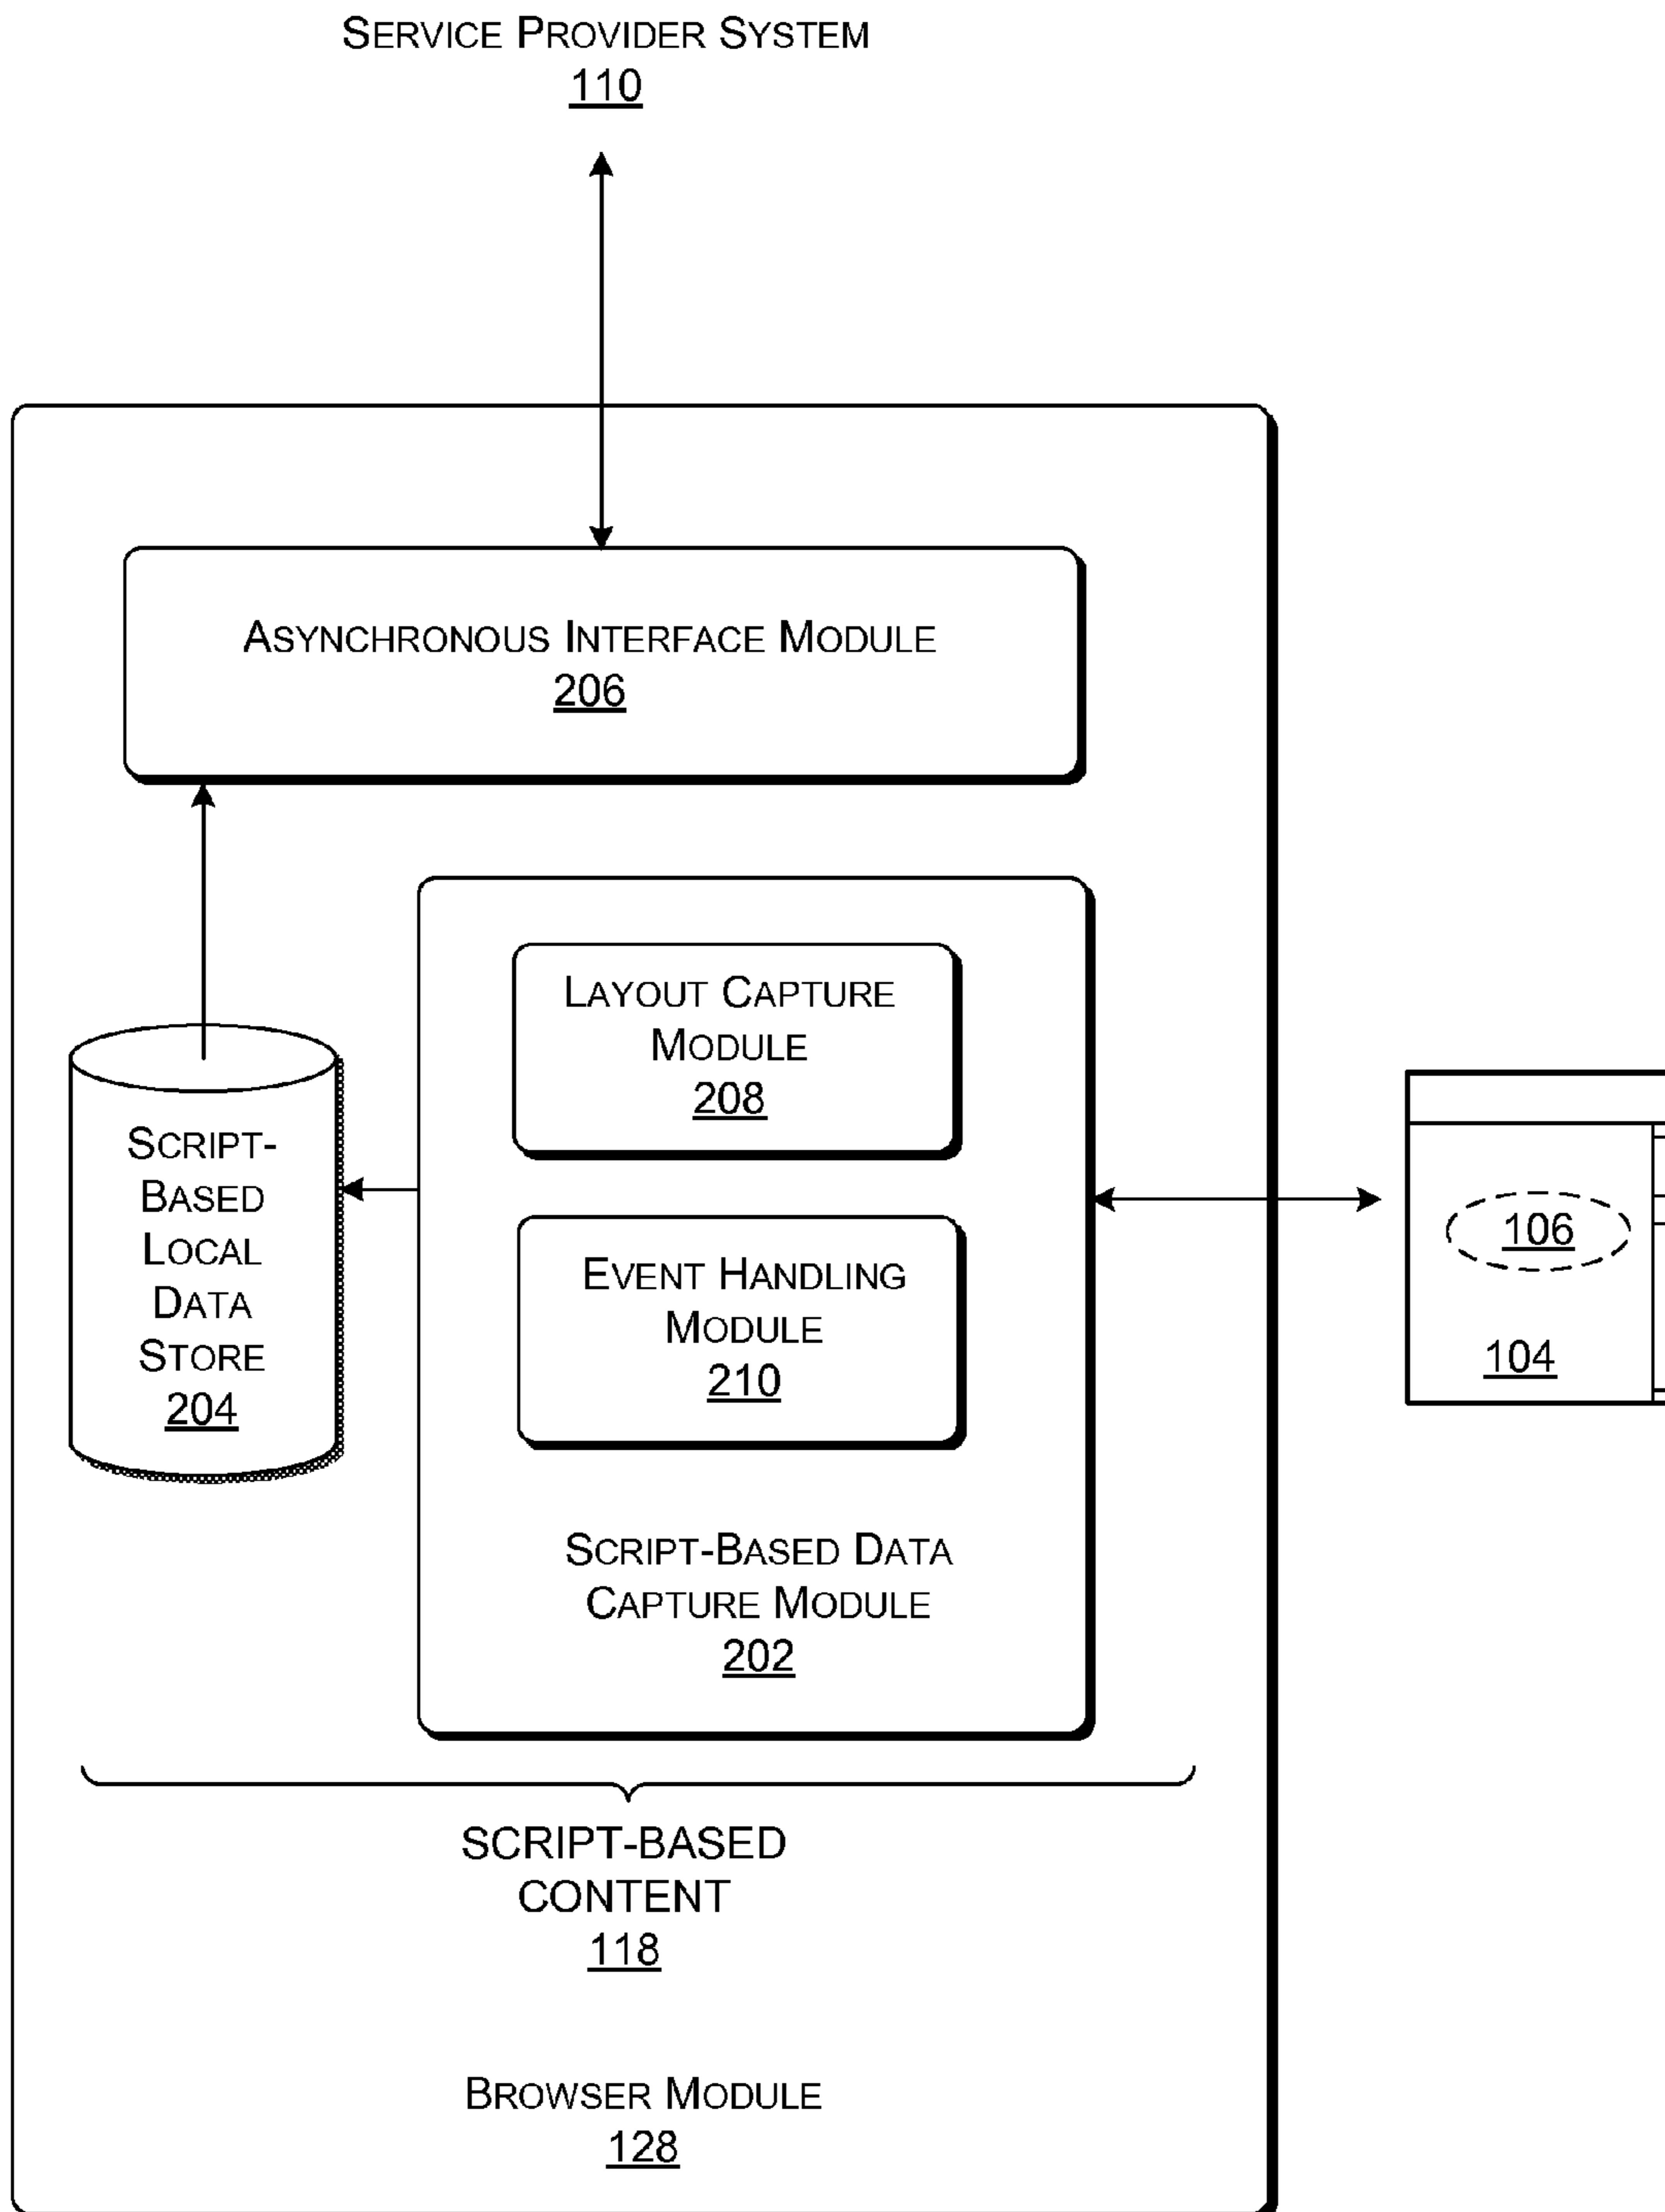 SERVICE PROVIDER SYSTEM
110
ASYNCHRONOUS INTERFACE MODULE
206
LAYOUT CAPTURE
MODULE
208
SCRIPT-
BASED
LOCAL
DATA
STORE
204
EVENT HANDLING
MODULE
210
106
104
SCRIPT-BASED DATA
CAPTURE MODULE
202
SCRIPT-BASED
CONTENT
118
BROWSER MODULE
128